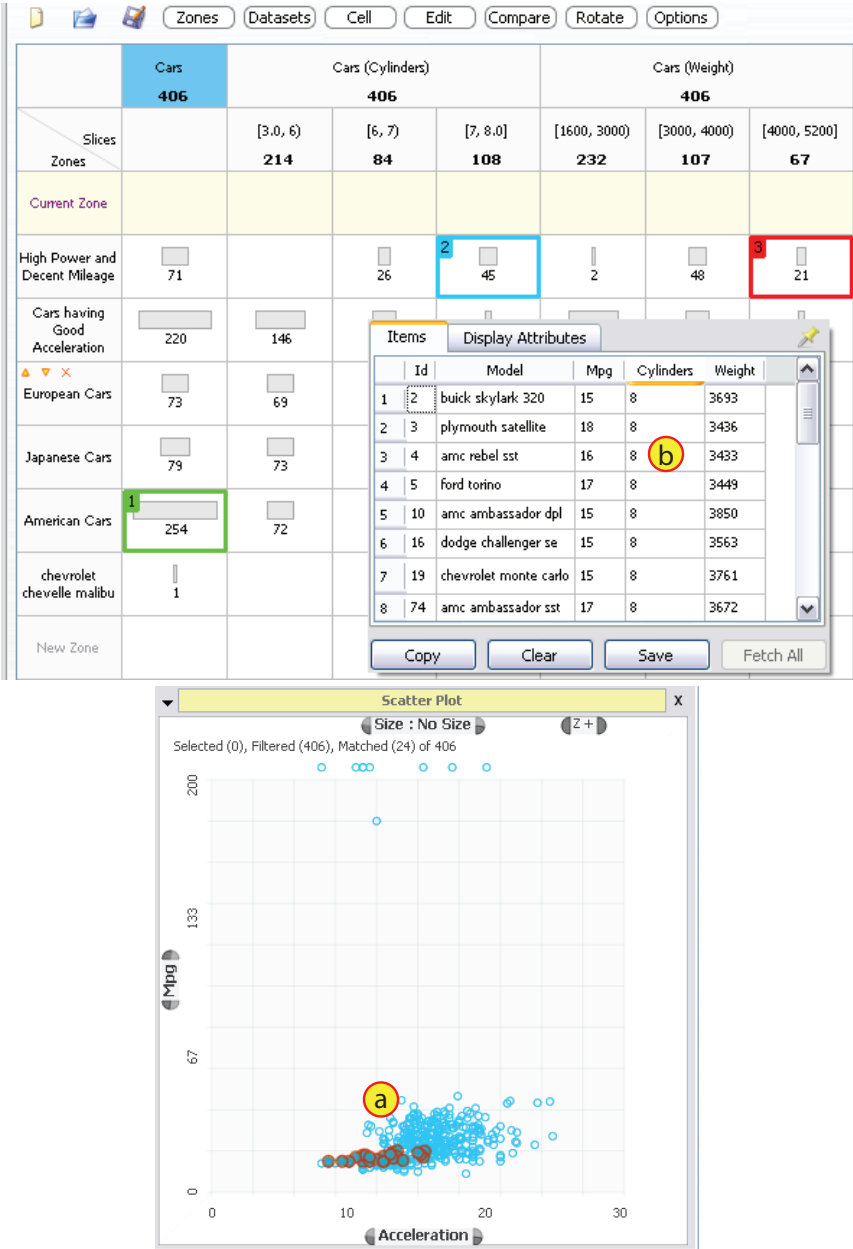 Zones Datasets Cell Edit Compare Rotate Options
Cars Cars (Cylinders) Cars (Weight)
406 406 406
Slices
Zones
[3.0, 6) [6, 7) [7, 8.0] [1600, 3000) [3000, 4000) [4000, 5200]
214 84 108 232 107 67
Current Zone
High Power and
Decent Mileage
71 26 2 45 2 48 3 21
Cars having
Good
Acceleration
220 146
European Cars
73 69
Japanese Cars
79 73
American Cars
1 254 72
chevrolet
chevelle malibu
1
New Zone
Items Display Attributes
Id Model Mpg Cylinders Weight
1 2 buick skylark 320 15 8 3693
2 3 plymouth satellite 18 8 3436
3 4 amc rebel sst 16 8 b 3433
4 5 ford torino 17 8 3449
5 10 amc ambassador dpl 15 8 3850
6 16 dodge challenger se 15 8 3563
7 19 chevrolet monte carlo 15 8 3761
8 74 amc ambassador sst 17 8 3672
Copy Clear Save Fetch All
Scatter Plot X
Size : No Size Z +
Selected (0), Filtered (406), Matched (24) of 406
200
133
Mpg
67
a
0
0 10 20 30
Acceleration